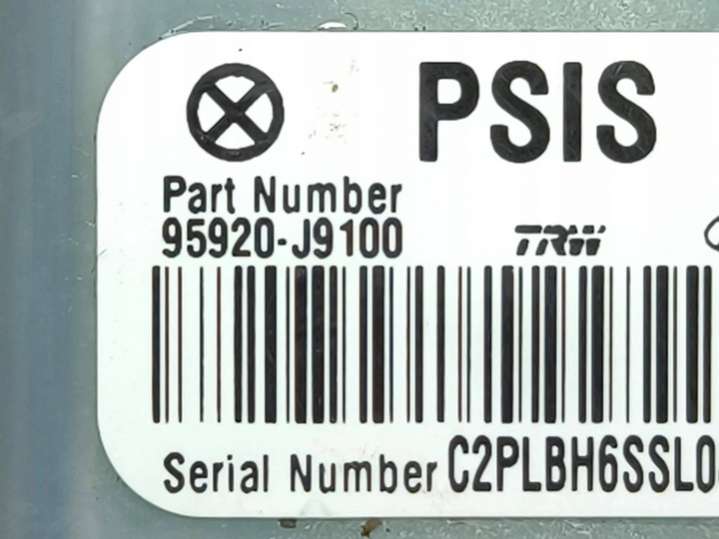 PSIS
Part Number
95920-J9100
TRW
Serial Number C2PLBH6SSL0